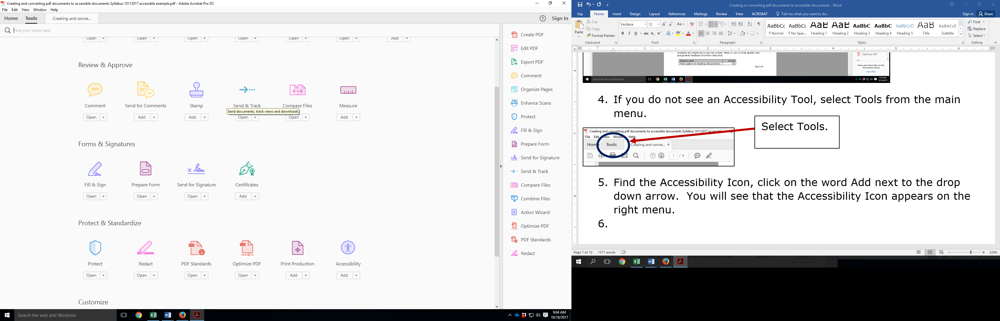 Creating and converting pdf documents to accessible documents Syllabus 10112017 accessible example.pdf - Adobe Acrobat Pro DC
File Edit View Window Help
Home Tools Creating and conve... Sign In
Find your tools here
Open Open Open Open Open Open Add
Review & Approve
Comment Send for Comments Stamp Send & Track Compare Files Measure
Send documents, track views and downloads
Open Add Add Open Open Add
Forms & Signatures
Fill & Sign Prepare Form Send for Signature Certificates
Open Open Open Add
Protect & Standardize
Protect Redact PDF Standards Optimize PDF Print Production Accessibility
Open Open Open Open Add Add
Customize
Create PDF
Edit PDF
Export PDF
Comment
Organize Pages
Enhance Scans
Protect
Fill & Sign
Prepare Form
Send for Signature
Send & Track
Compare Files
Combine Files
Action Wizard
Optimize PDF
PDF Standards
Redact
Search the web and Windows
9:04 AM
10/18/2017
Creating or converting pdf documents to accessible documents - Word
File Home Insert Design Layout References Mailings Review View ACROBAT Tell me what you want to do... Sign in Share
Paste
Cut
Copy
Format Painter
Clipboard
Verdana 12
Font
Paragraph
AaBbCc AaBbCc AaB AaB AaBbC AaBbC AaBbCcD AaB AaBbCcD
¶ Normal ¶ No Spac... Heading 1 Heading 2 Heading 3 Heading 4 Heading 5 Title Subtitle
Styles
Find
Replace
Select
Editing
Students are expected to use the Grades menu in D2L to view grades and
assignment feedback from the instructor.
Requirement Points
Participation & Reading Assignments 50
Page 1 of 4
Optimize PDF
Store and share files in the
Document Cloud
Learn More
Search the web and Windows
8:54 AM
10/18/2017
4. If you do not see an Accessibility Tool, select Tools from the main
menu.
Select Tools.
Creating and converting pdf documents to accessible documents Syllabus 10112017 accessible
File Edit View Window Help
Home Tools Creating and conve... ×
1 / 4
5. Find the Accessibility Icon, click on the word Add next to the drop
down arrow. You will see that the Accessibility Icon appears on the
right menu.
6.
Page 7 of 10 1571 words 220%